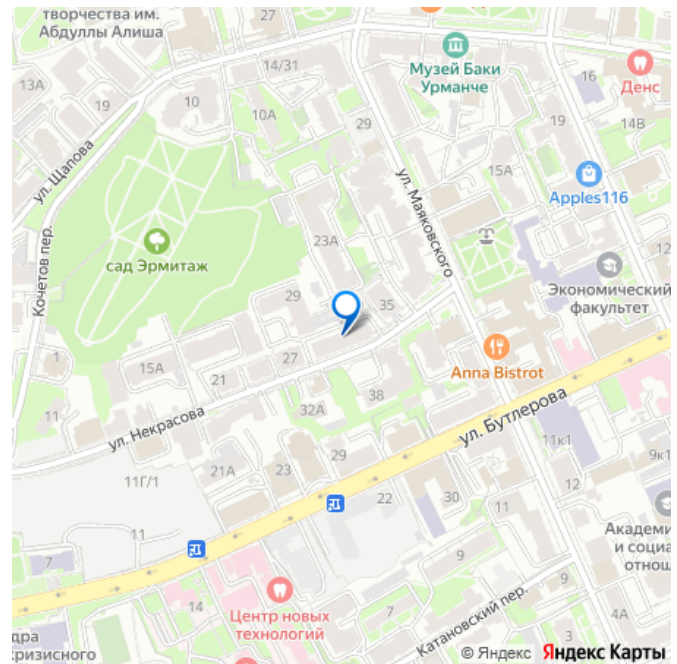 творчества им.
Абдуллы Алиша
27
14/31
Музей Баки
Урманче
16
Денс
13А
19
10
10А
29
19
14В
ул. Щапова
15А
Apples116
ул. Маяковского
23А
12
сад Эрмитаж
Экономический
факультет
Кочетов пер.
29
35
1
15А
21
27
Anna Bistrot
38
11
ул. Некрасова
32А
ул. Бутлерова
11к1
9к1
21А
23
29
11Г/1
12
22
30
11
11
Академи
и социа
отнош
7
9
9
14
Центр новых
технологий
7
Катановский пер.
4А
3
дра
кризисного
© Яндекс Яндекс Карты